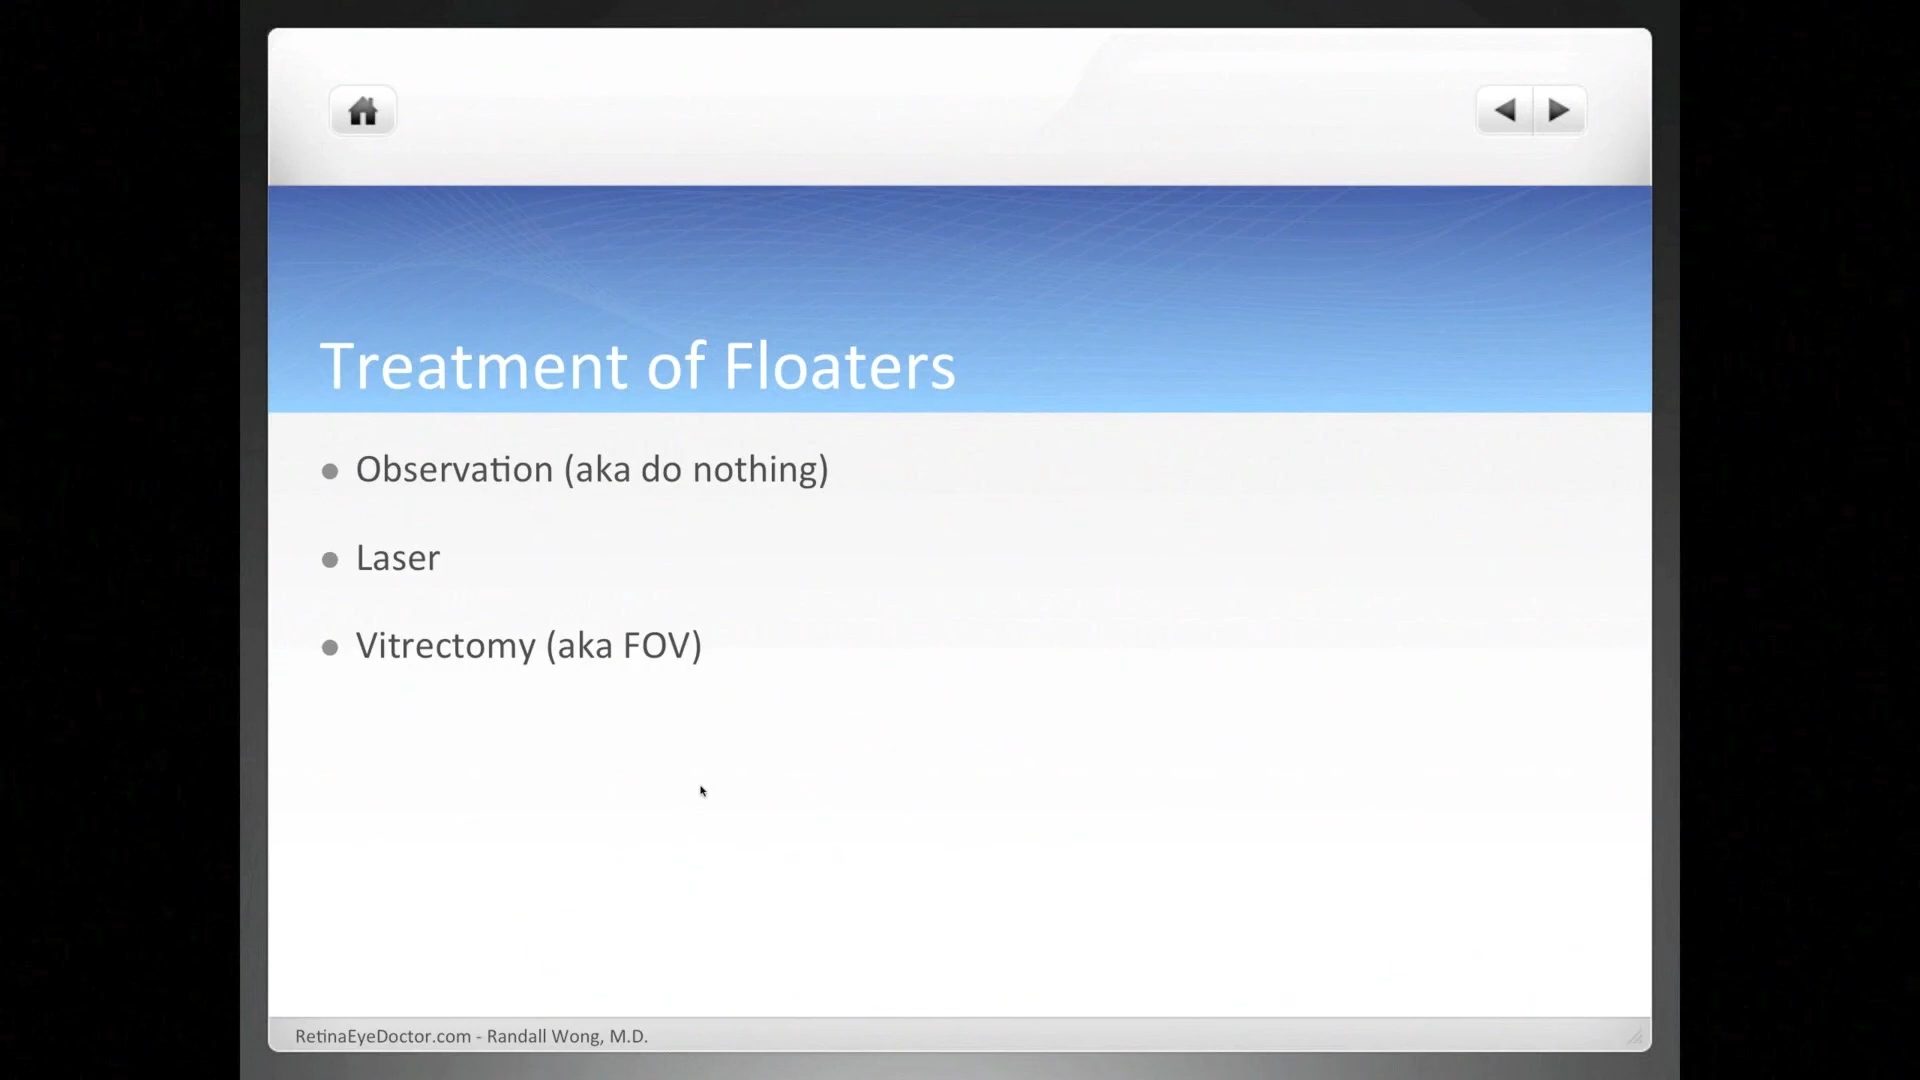 Treatment of Floaters
Observation (aka do nothing)
Laser
Vitrectomy (aka FOV)
RetinaEyeDoctor.com - Randall Wong, M.D.